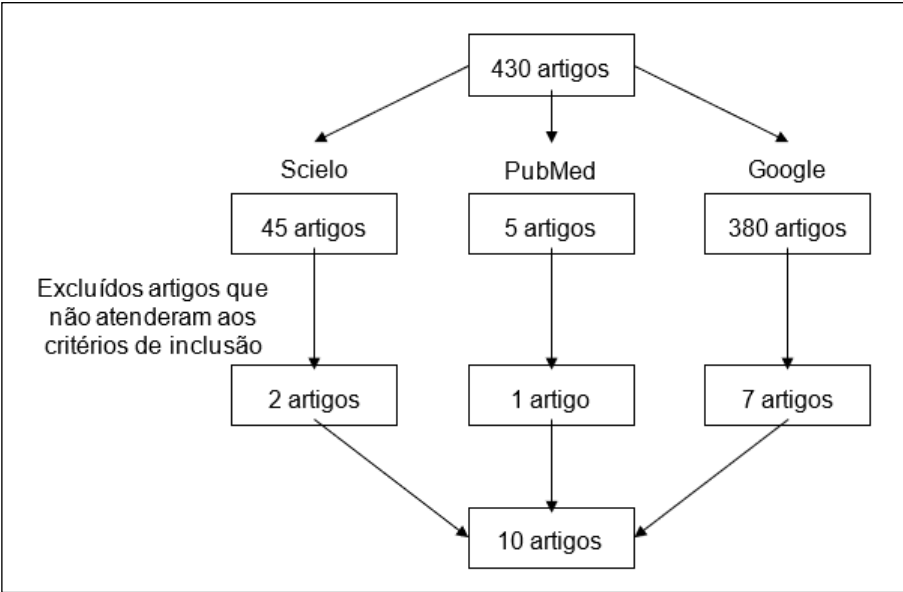 430 artigos
Scielo
PubMed
Google
45 artigos
5 artigos
380 artigos
Excluídos artigos que
não atenderam aos
critérios de inclusão
2 artigos
1 artigo
7 artigos
10 artigos